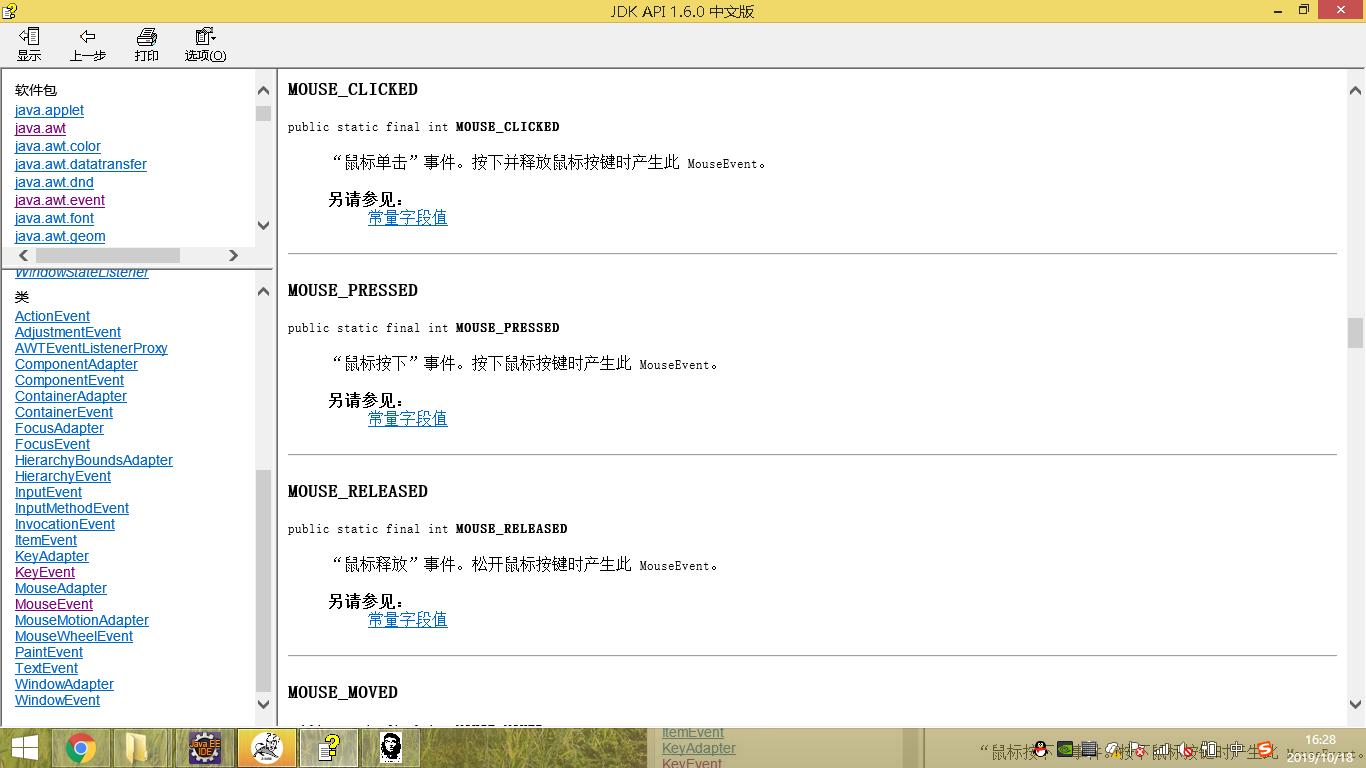 JDK API 1.6.0 中文版
显示
上一步
打印
选项(O)
软件包
java.applet
java.awt
java.awt.color
java.awt.datatransfer
java.awt.dnd
java.awt.event
java.awt.font
java.awt.geom
WindowStateListener
类
ActionEvent
AdjustmentEvent
AWTEventListenerProxy
ComponentAdapter
ComponentEvent
ContainerAdapter
ContainerEvent
FocusAdapter
FocusEvent
HierarchyBoundsAdapter
HierarchyEvent
InputEvent
InputMethodEvent
InvocationEvent
ItemEvent
KeyAdapter
KeyEvent
MouseAdapter
MouseEvent
MouseMotionAdapter
MouseWheelEvent
PaintEvent
TextEvent
WindowAdapter
WindowEvent
MOUSE_CLICKED
public static final int MOUSE_CLICKED
“鼠标单击”事件。按下并释放鼠标按键时产生此 MouseEvent。
另请参见：
常量字段值
MOUSE_PRESSED
public static final int MOUSE_PRESSED
“鼠标按下”事件。按下鼠标按键时产生此 MouseEvent。
另请参见：
常量字段值
MOUSE_RELEASED
public static final int MOUSE_RELEASED
“鼠标释放”事件。松开鼠标按键时产生此 MouseEvent。
另请参见：
常量字段值
MOUSE_MOVED
Java EE
IDE
ItemEvent
KeyAdapter
KeyEvent
中
16:28
2019/10/18